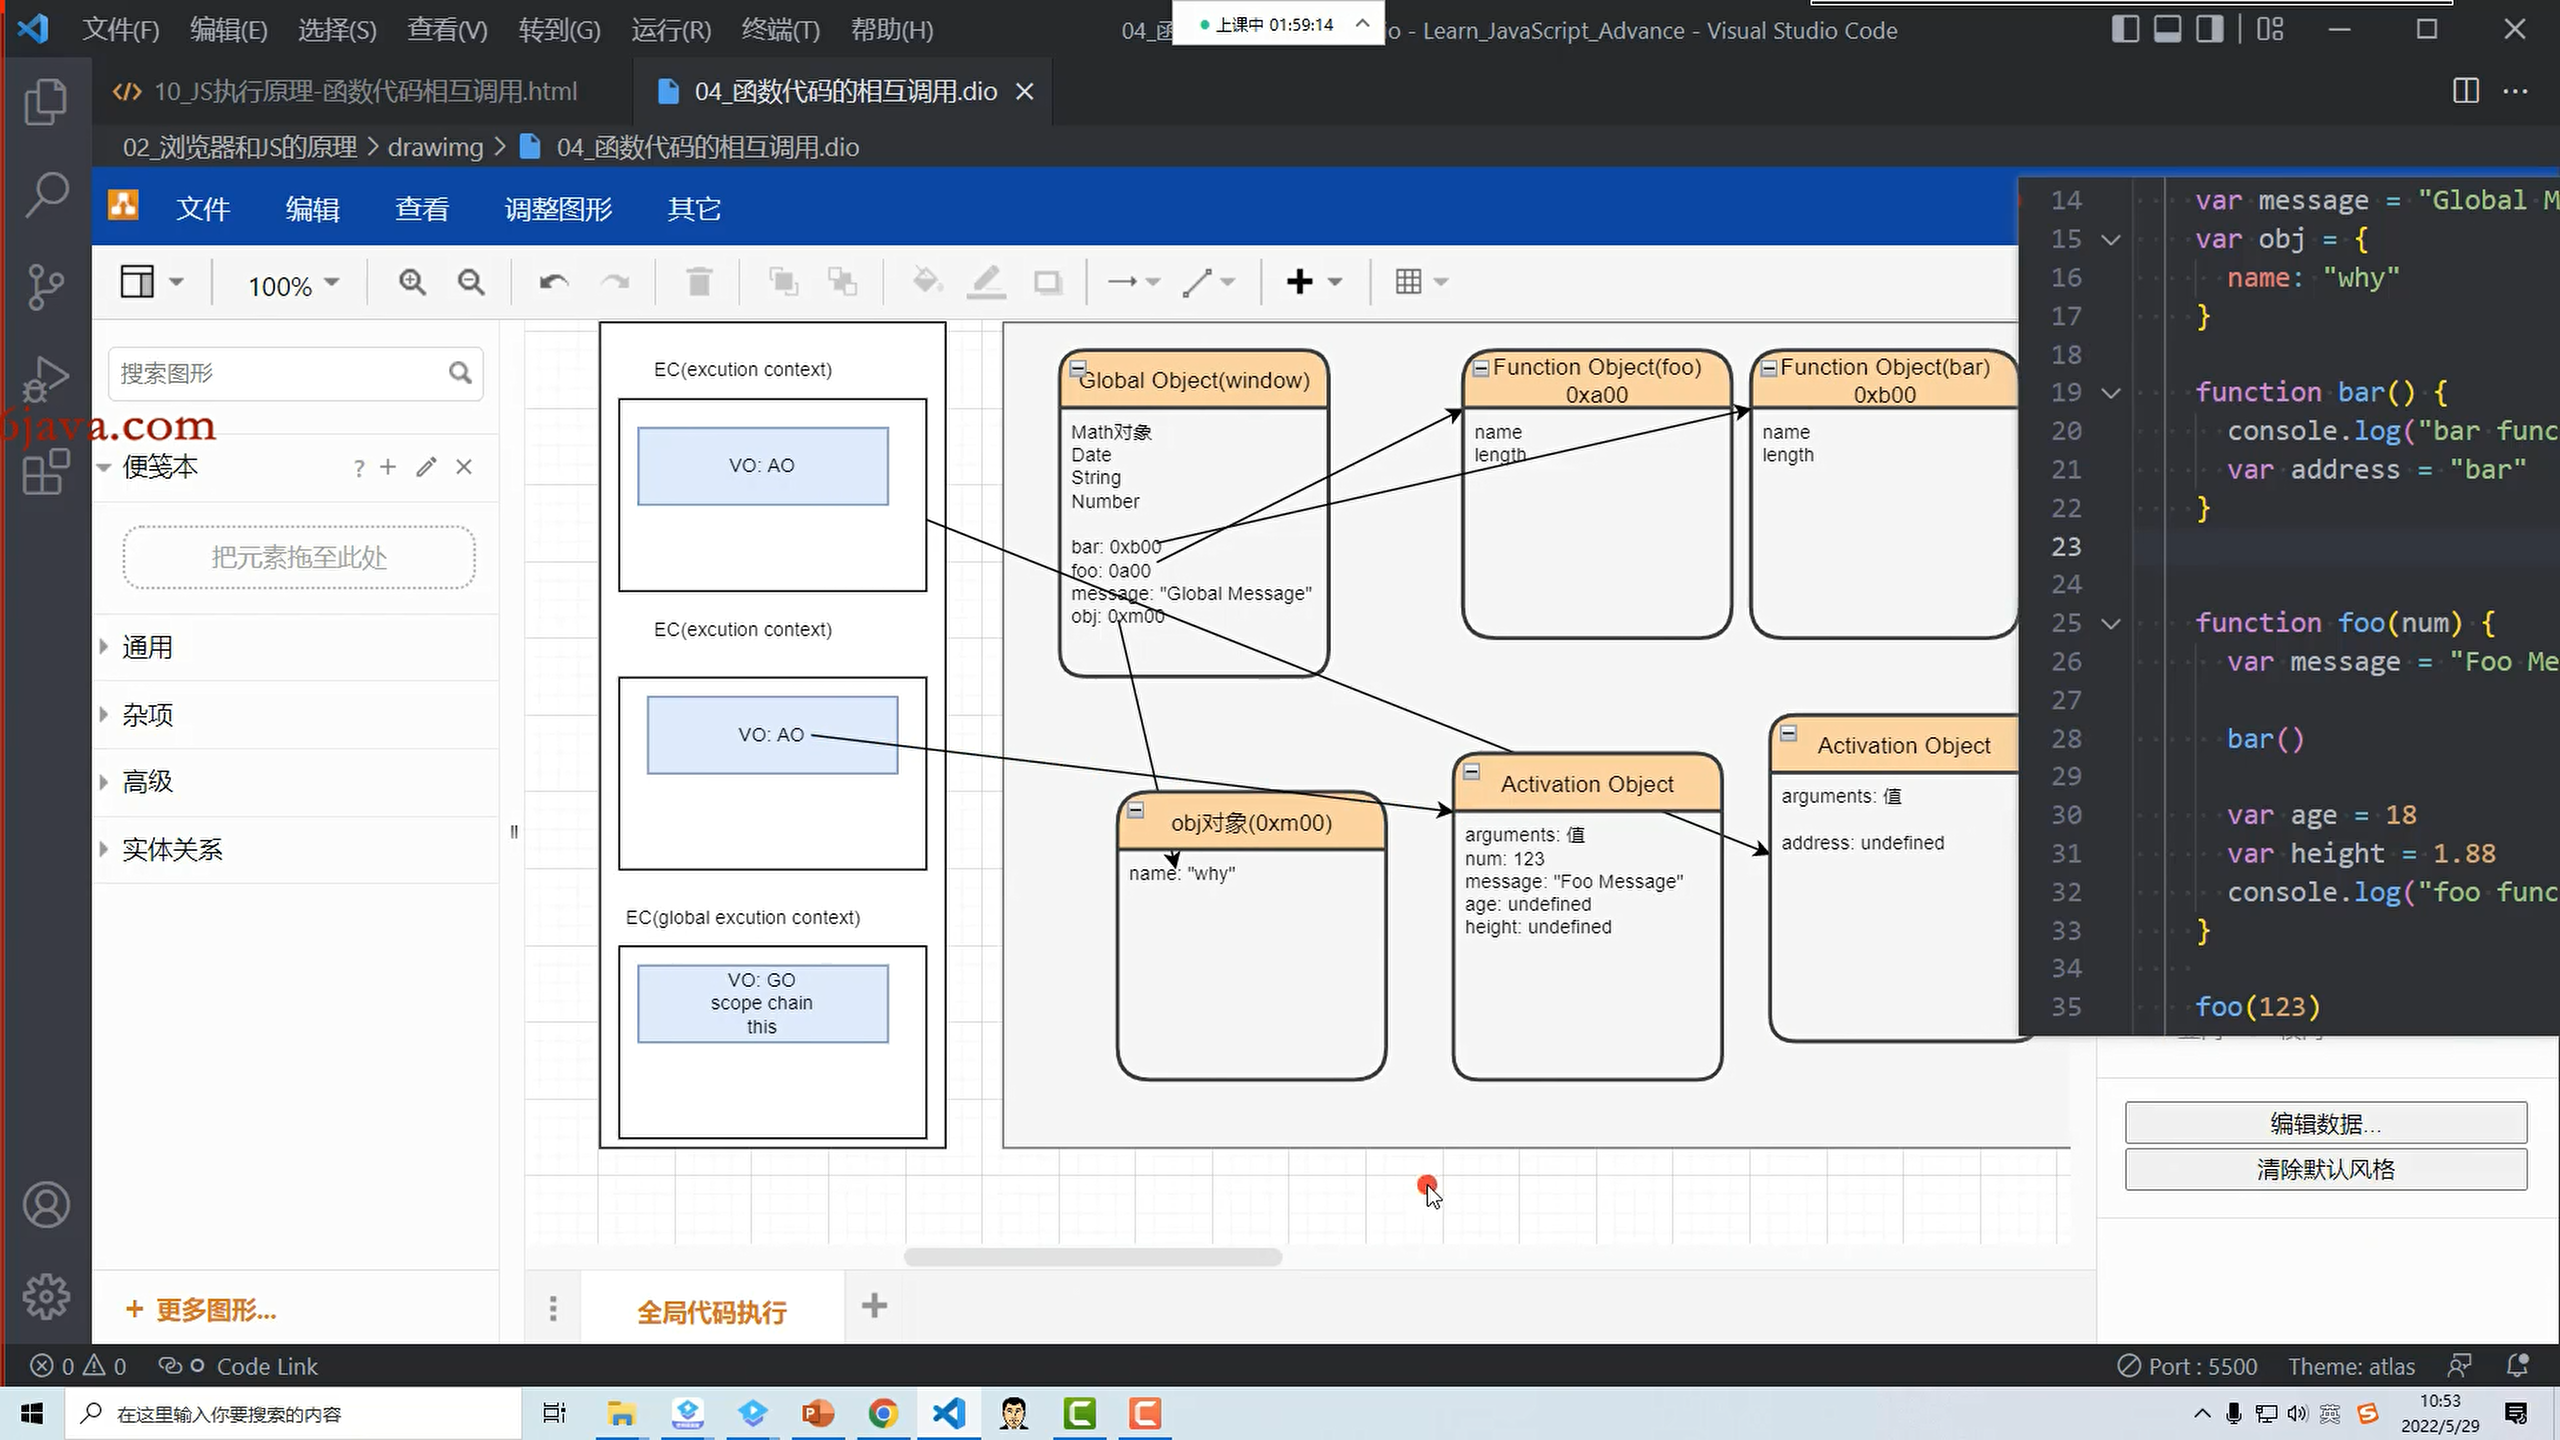 文件(F) 编辑(E) 选择(S) 查看(V) 转到(G) 运行(R) 终端(T) 帮助(H)
04_函
上课中 01:59:14
io - Learn_JavaScript_Advance - Visual Studio Code
10_JS执行原理-函数代码相互调用.html
04_函数代码的相互调用.dio
02_浏览器和JS的原理 > drawimg > 04_函数代码的相互调用.dio
文件 编辑 查看 调整图形 其它
100%
搜索图形
6java.com
便笺本
?
把元素拖至此处
通用
杂项
高级
实体关系
+ 更多图形...
EC(excution context)
VO: AO
EC(excution context)
VO: AO
EC(global excution context)
VO: GO
scope chain
this
Global Object(window)
Math对象
Date
String
Number
bar: 0xb00
foo: 0a00
message: "Global Message"
obj: 0xm00
Function Object(foo)
0xa00
name
length
Function Object(bar)
0xb00
name
length
obj对象(0xm00)
name: "why"
Activation Object
arguments: 值
num: 123
message: "Foo Message"
age: undefined
height: undefined
Activation Object
arguments: 值
address: undefined
14 var message = "Global M
15 var obj = {
16 name: "why"
17 }
18
19 function bar() {
20 console.log("bar func
21 var address = "bar"
22 }
23
24
25 function foo(num) {
26 var message = "Foo Me
27
28 bar()
29
30 var age = 18
31 var height = 1.88
32 console.log("foo func
33 }
34
35 foo(123)
编辑数据...
清除默认风格
全局代码执行
0 0 Code Link
Port : 5500 Theme: atlas
在这里输入你要搜索的内容
英
10:53
2022/5/29